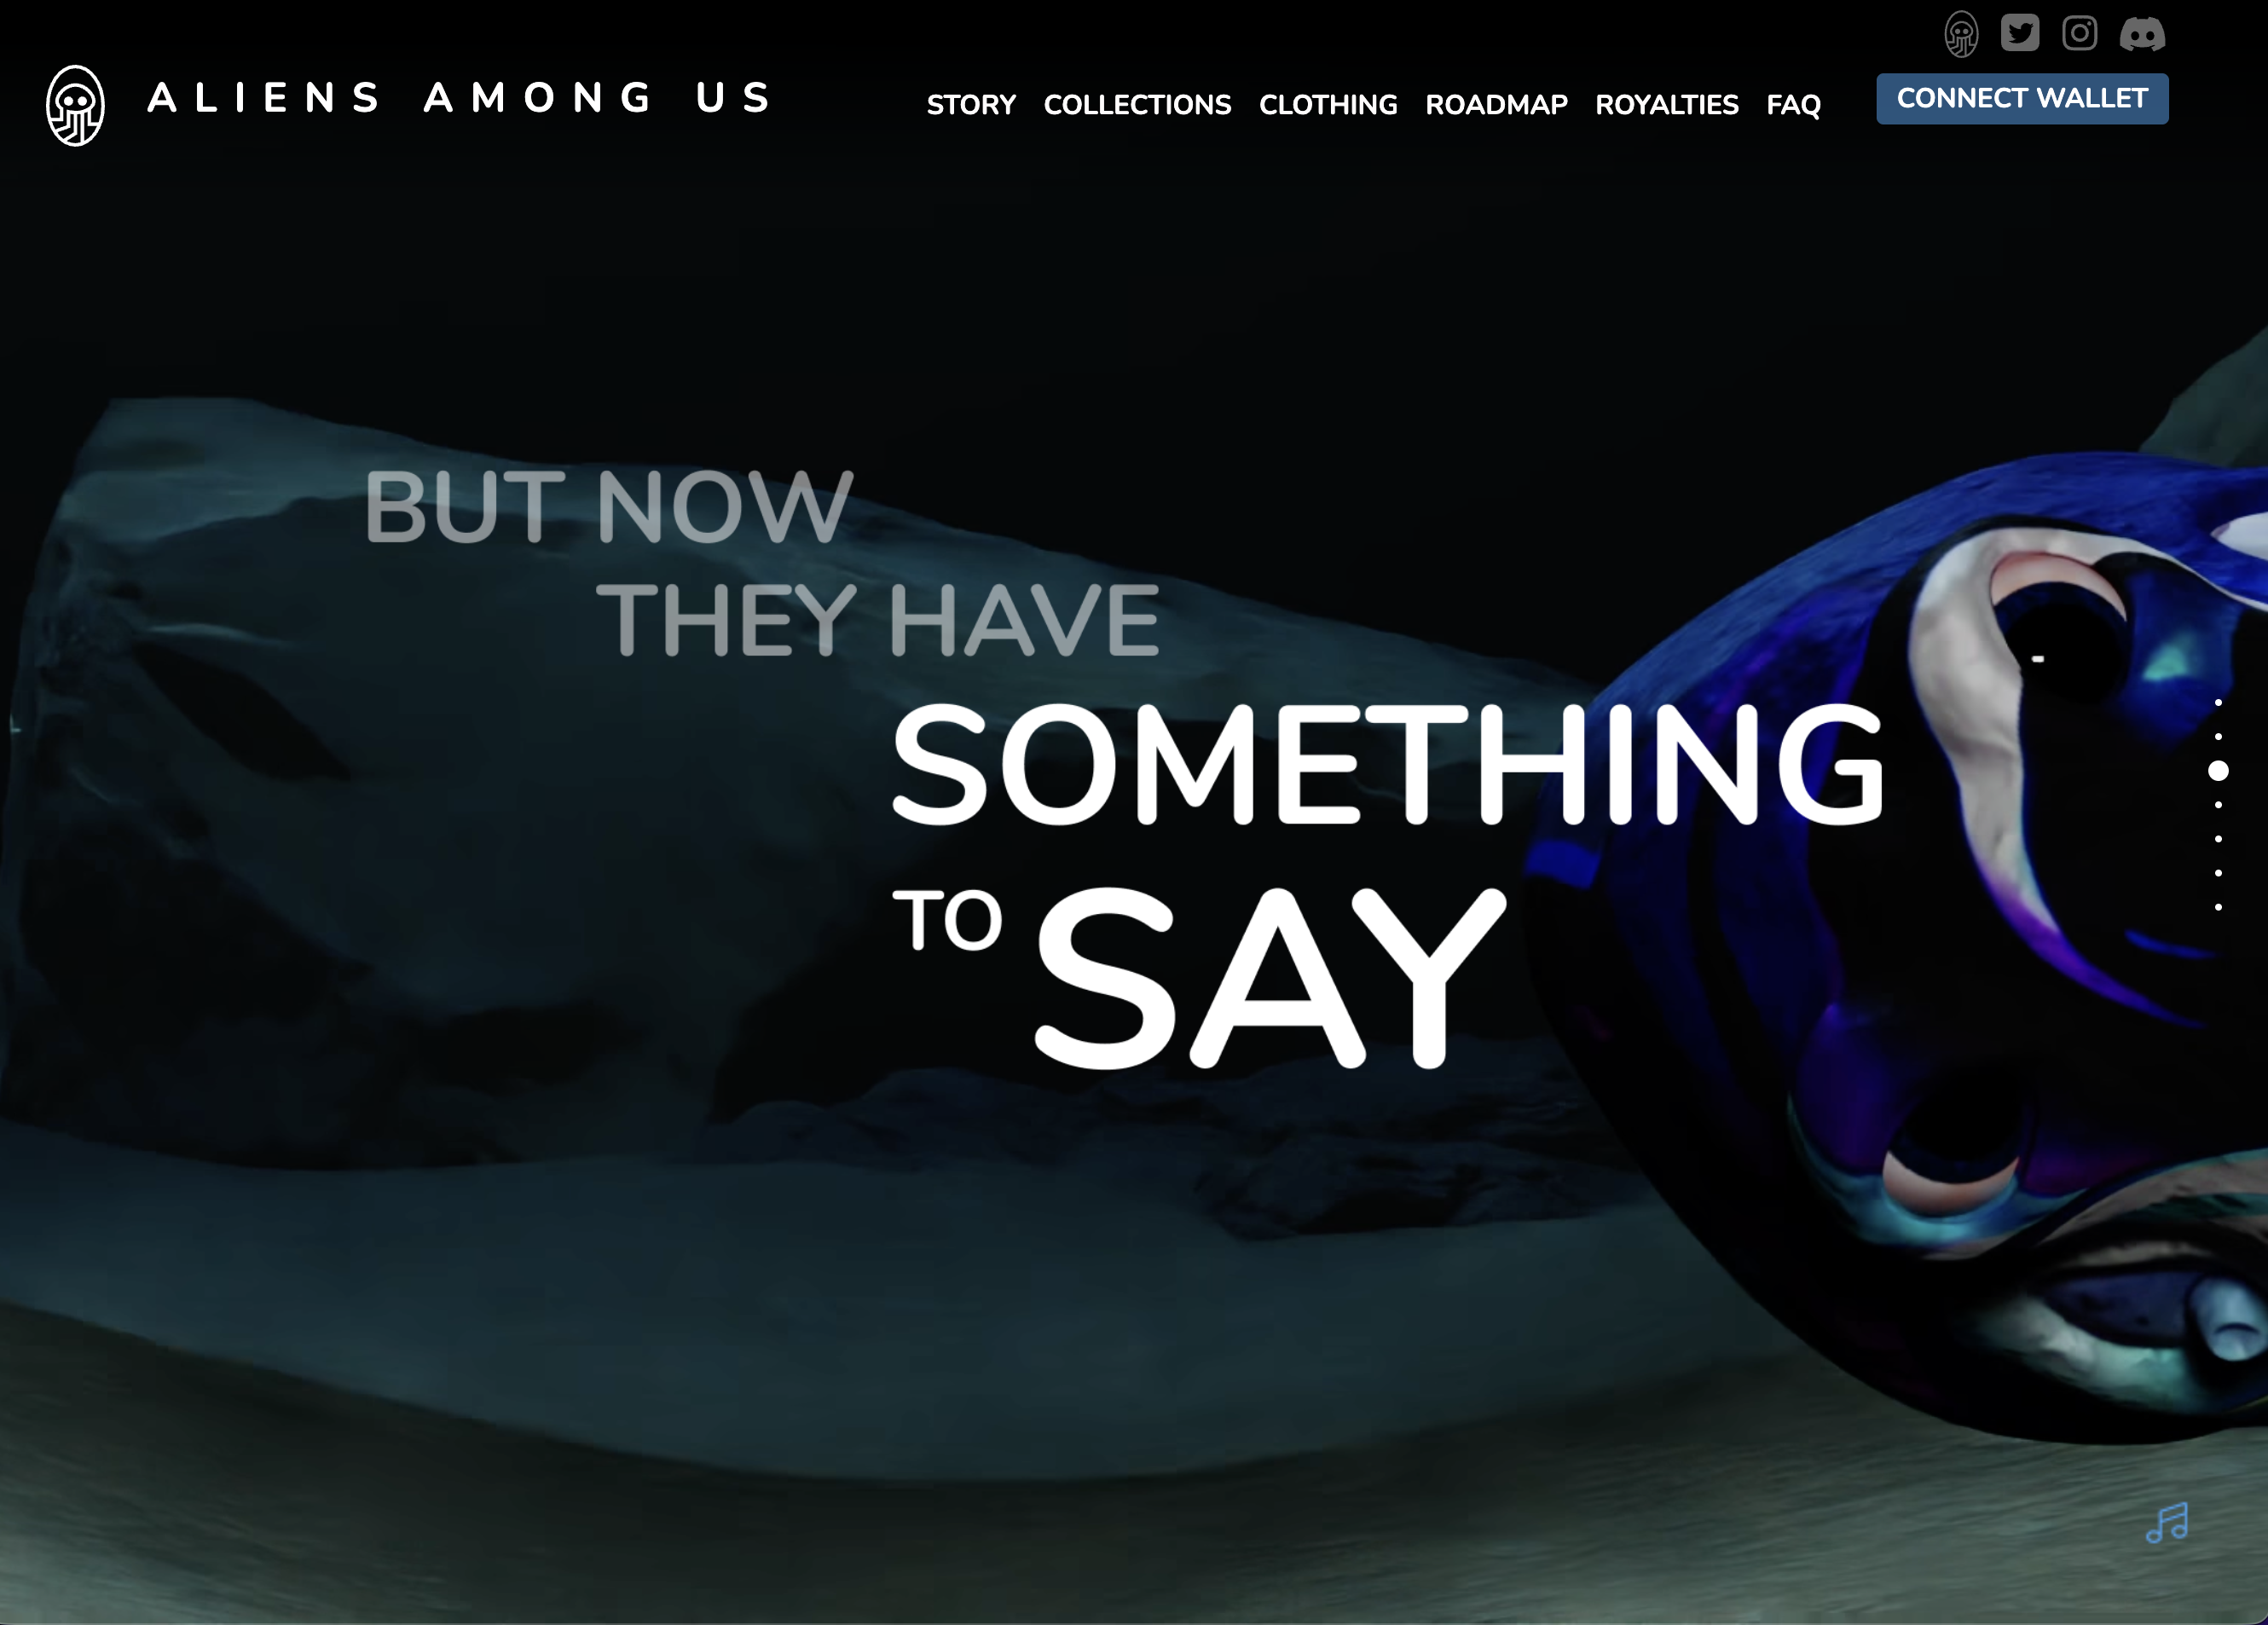 ALIENS AMONG US
STORY COLLECTIONS CLOTHING ROADMAP ROYALTIES FAQ CONNECT WALLET
BUT NOW
THEY HAVE
SOMETHING
TO SAY